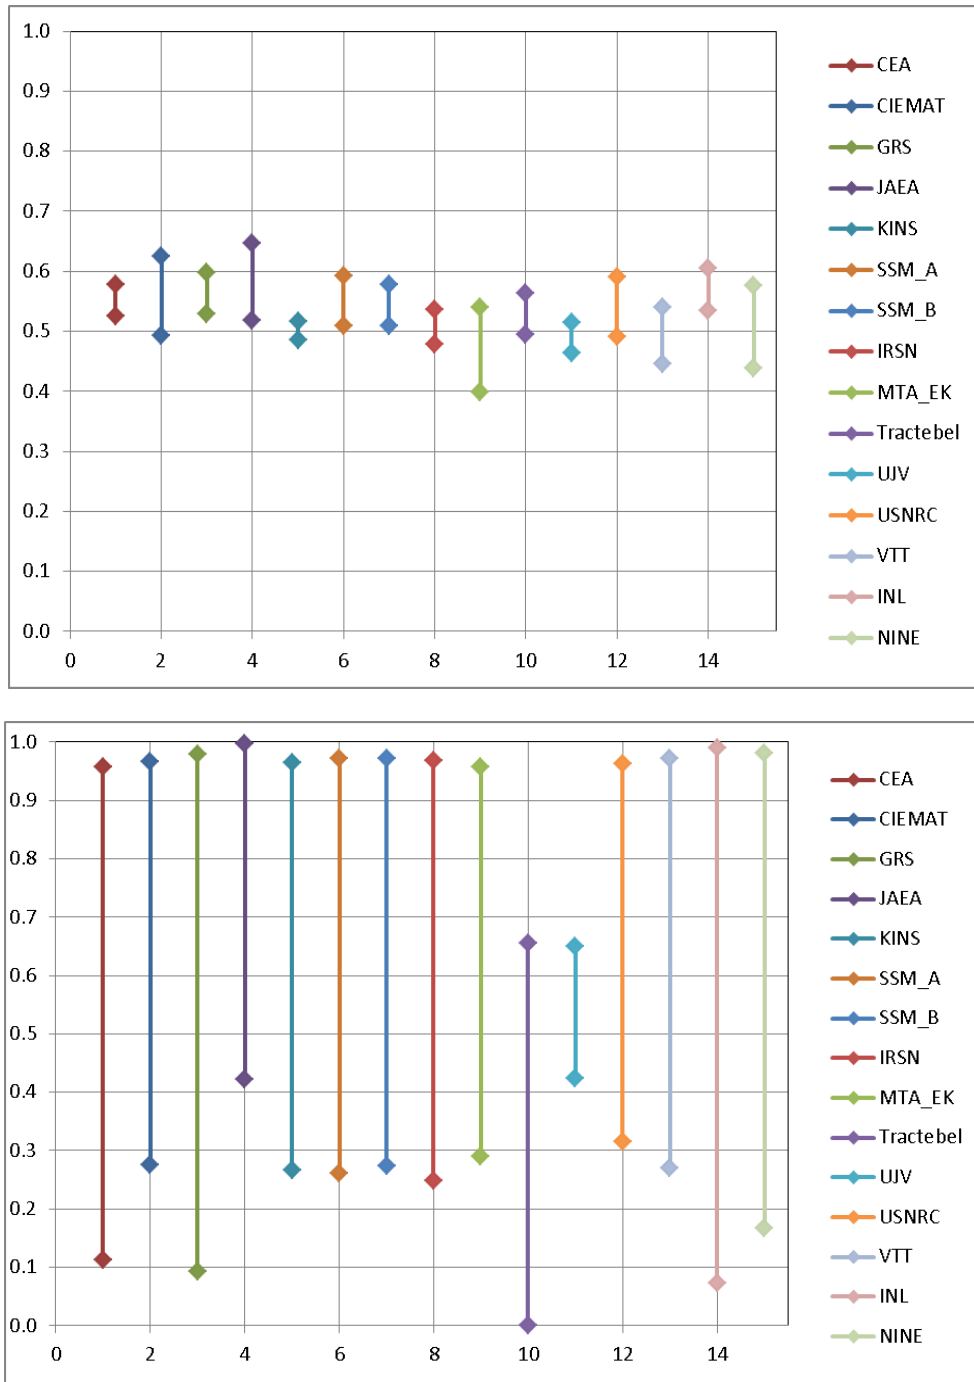 1.0
0.9
0.8
0.7
0.6
0.5
0.4
0.3
0.2
0.1
0.0
0 2 4 6 8 10 12 14
CEA
CIEMAT
GRS
JAEA
KINS
SSM_A
SSM_B
IRSN
MTA_EK
Tractebel
UJV
USNRC
VTT
INL
NINE
1.0
0.9
0.8
0.7
0.6
0.5
0.4
0.3
0.2
0.1
0.0
0 2 4 6 8 10 12 14
CEA
CIEMAT
GRS
JAEA
KINS
SSM_A
SSM_B
IRSN
MTA_EK
Tractebel
UJV
USNRC
VTT
INL
NINE